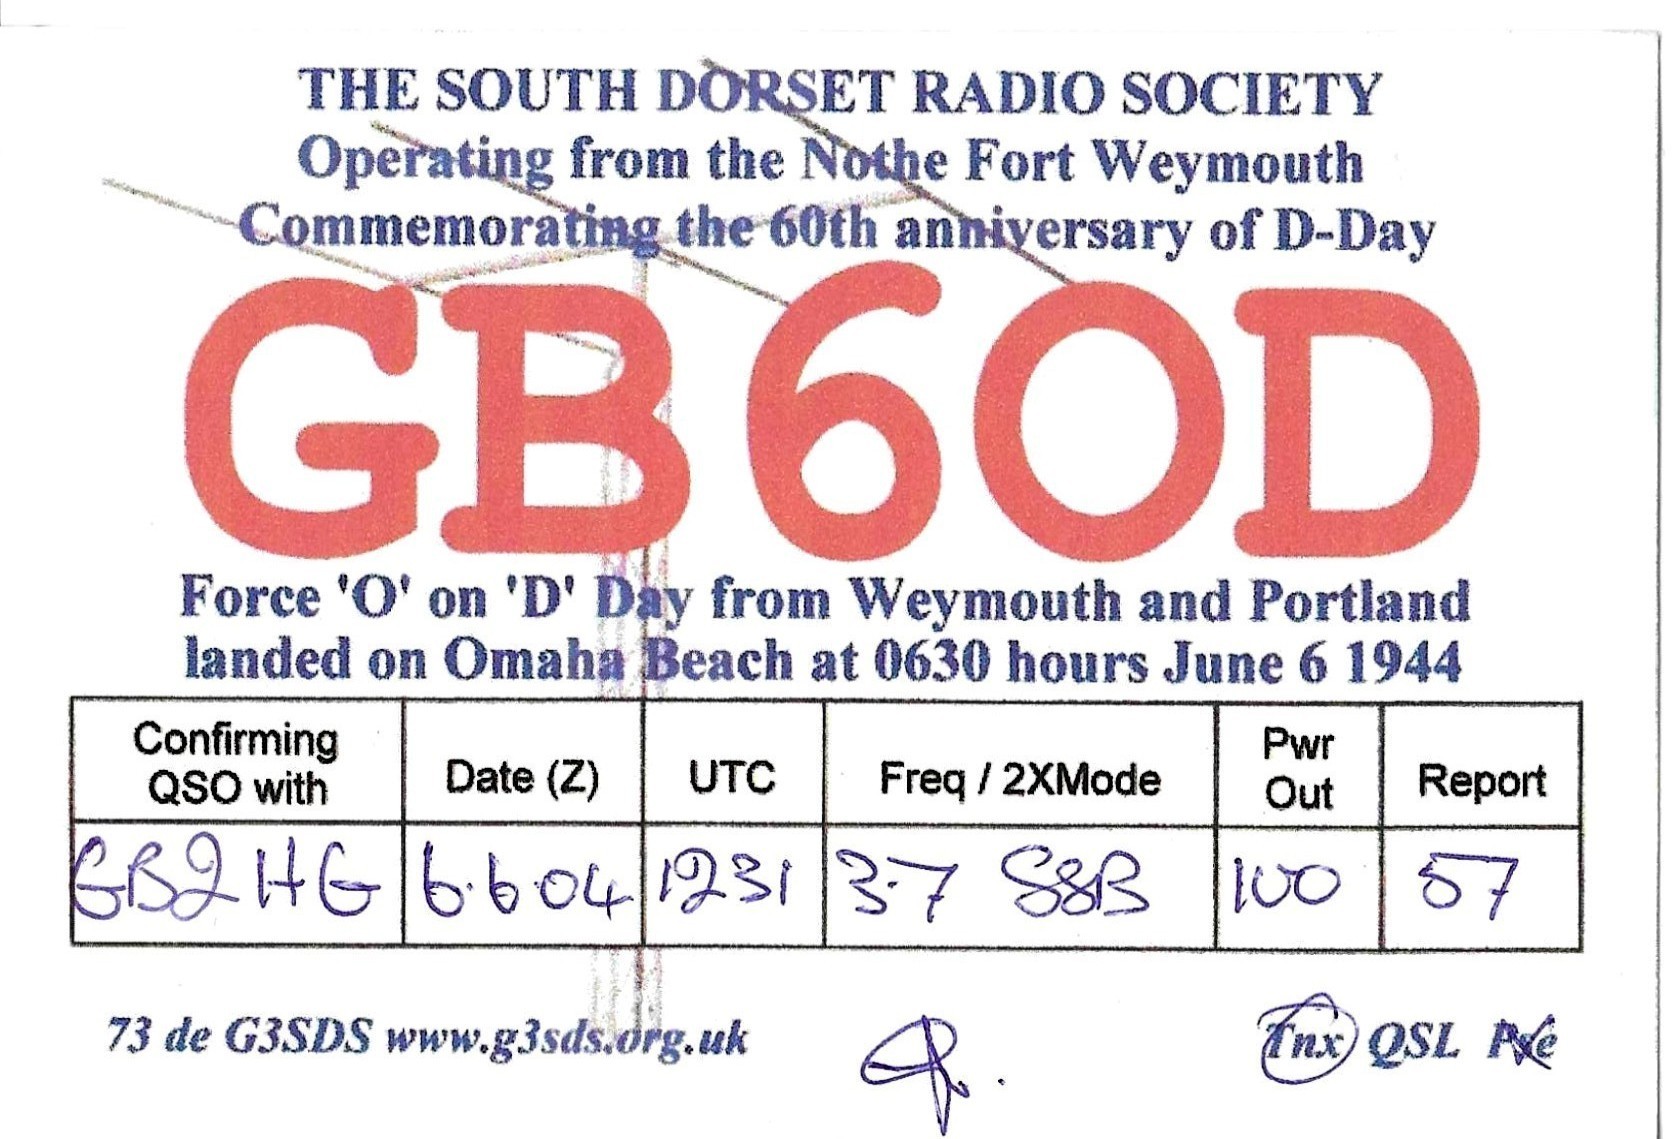 THE SOUTH DORSET RADIO SOCIETY
Operating from the Nothe Fort Weymouth
Commemorating the 60th anniversary of D-Day
GB6OD
Force 'O' on 'D' Day from Weymouth and Portland
landed on Omaha Beach at 0630 hours June 6 1944
Confirming QSO with Date (Z) UTC Freq / 2XMode Pwr Out Report
GB2HG 6.6.04 1231 3.7 SSB 100 57
73 de G3SDS www.g3sds.org.uk Tnx QSL Pse